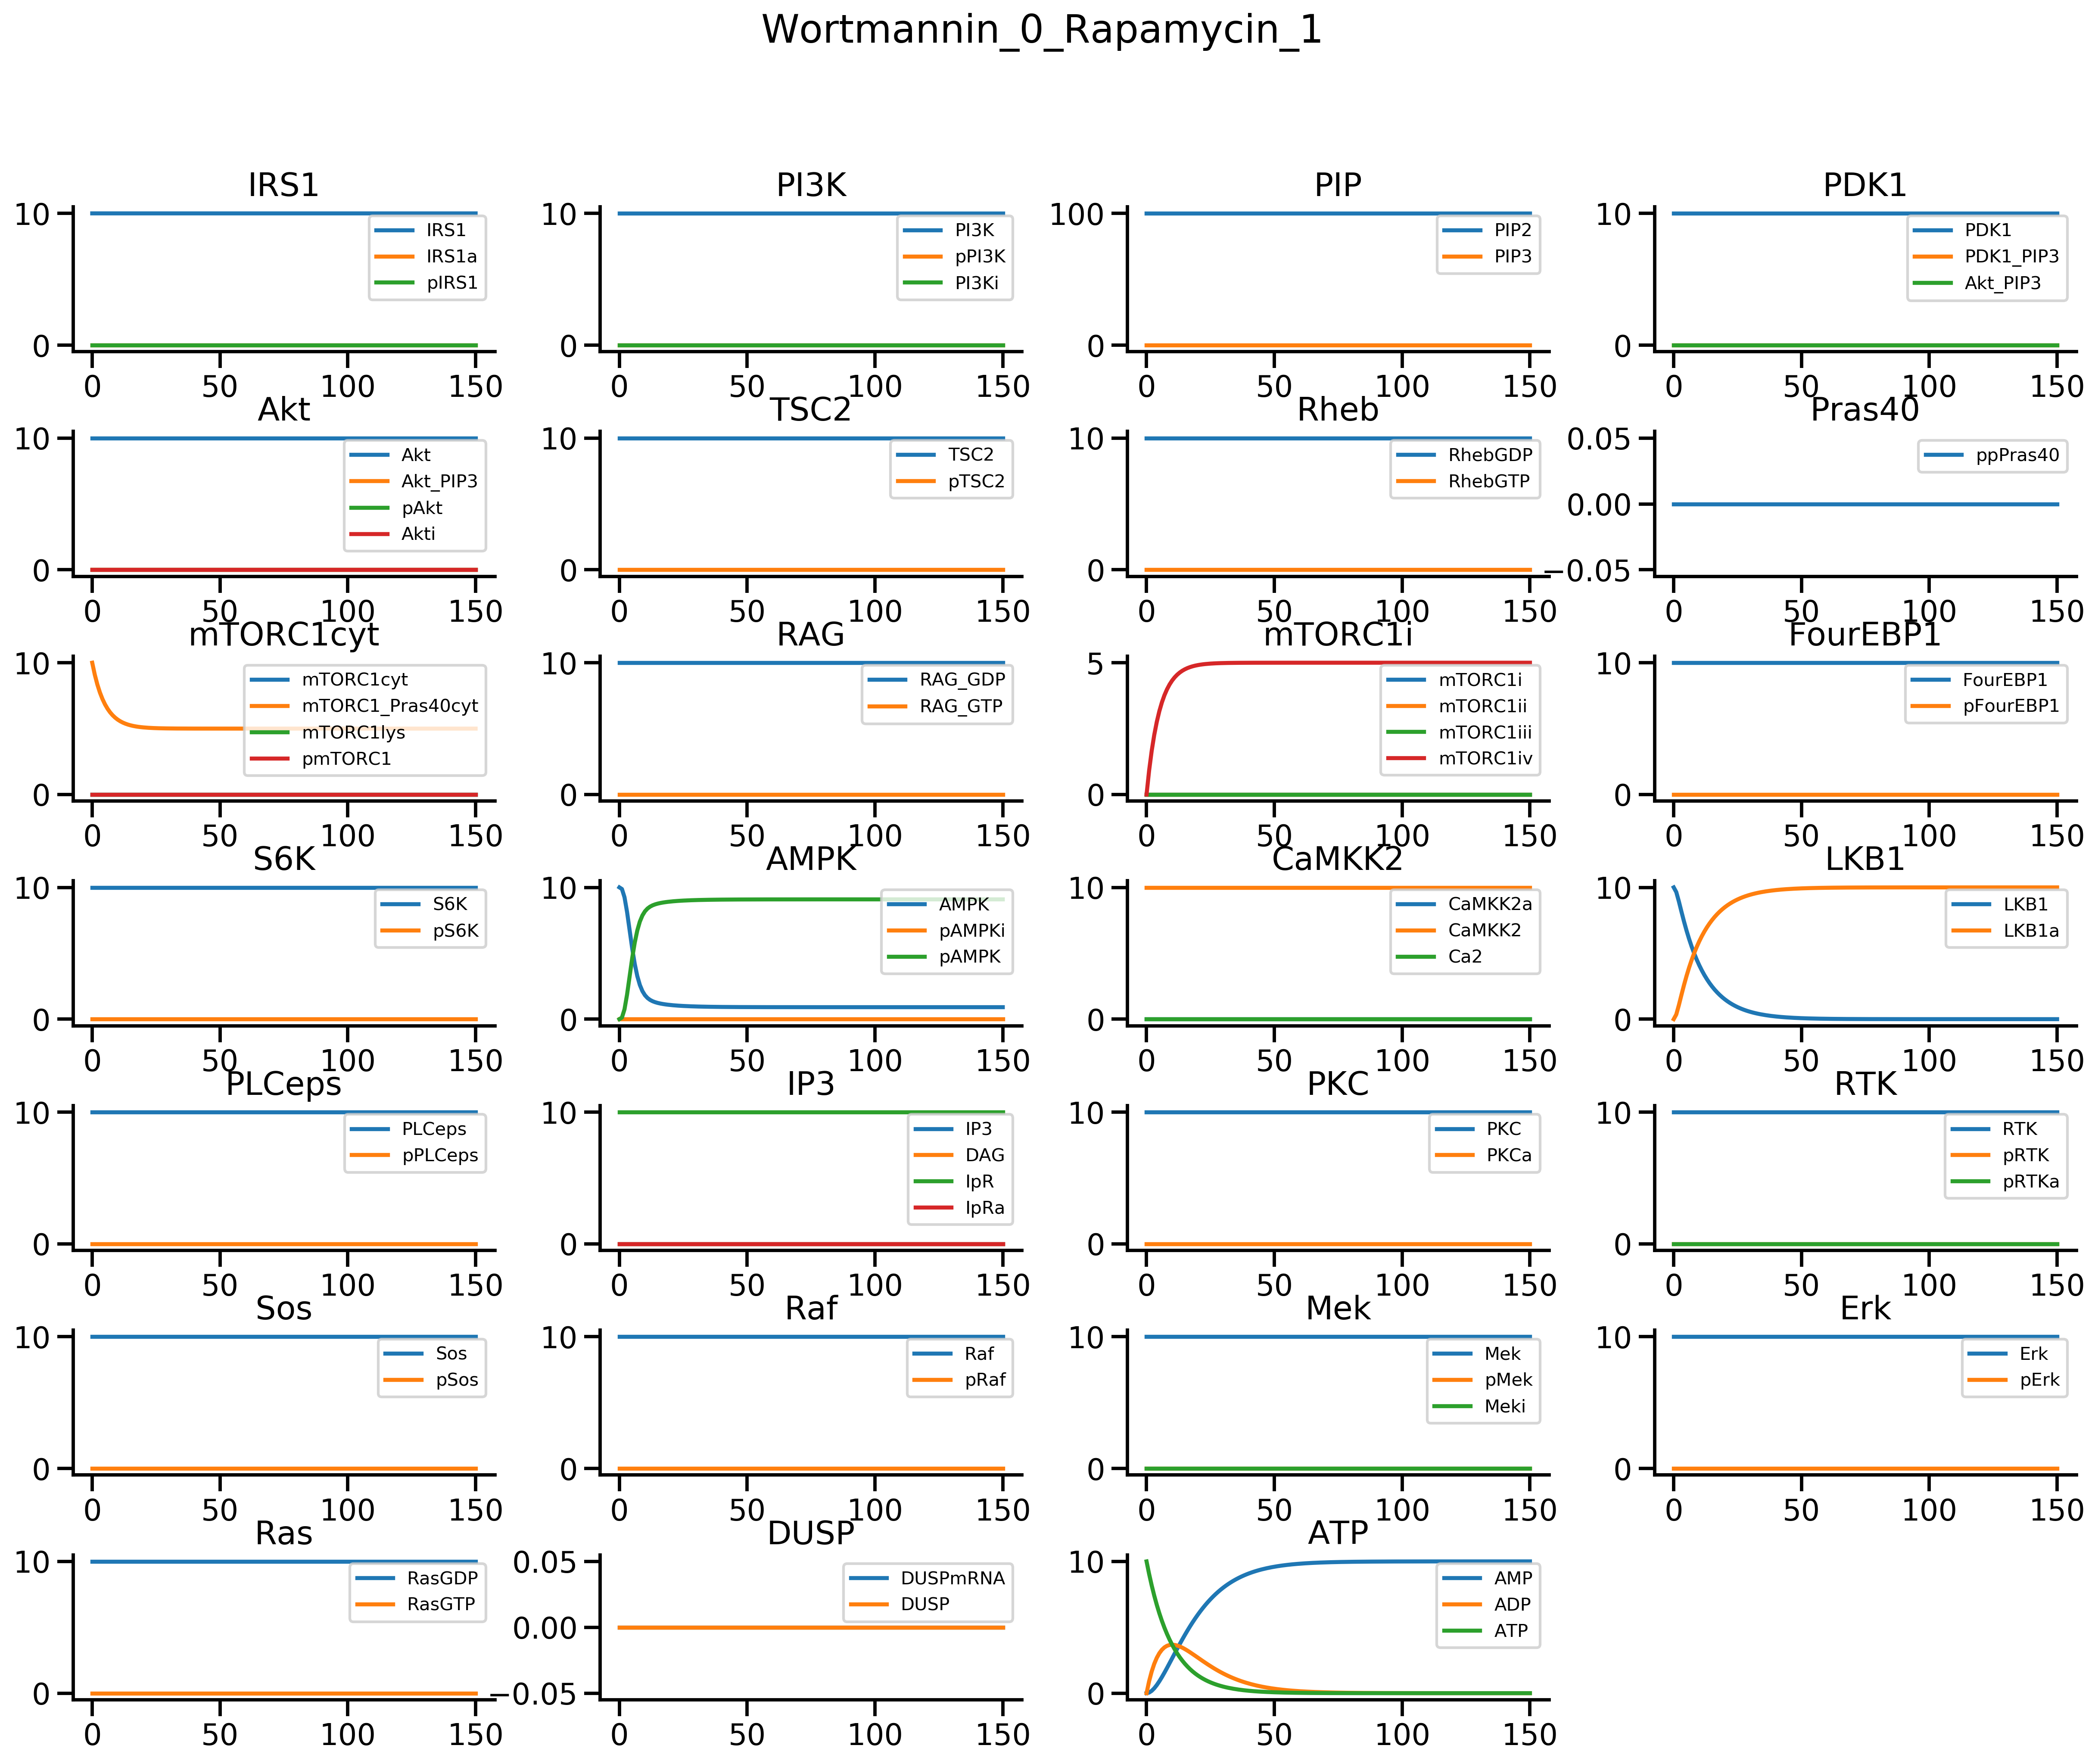 Wortmannin_0_Rapamycin_1
IRS1
10
0
0 50 100 150
IRS1
IRS1a
pIRS1
PI3K
10
0
0 50 100 150
PI3K
pPI3K
PI3Ki
PIP
100
0
0 50 100 150
PIP2
PIP3
PDK1
10
0
0 50 100 150
PDK1
PDK1_PIP3
Akt_PIP3
Akt
10
0
0 50 100 150
Akt
Akt_PIP3
pAkt
Akti
TSC2
10
0
0 50 100 150
TSC2
pTSC2
Rheb
10
0
0 50 100 150
RhebGDP
RhebGTP
Pras40
0.05
0.00
−0.05
0 50 100 150
ppPras40
mTORC1cyt
10
0
0 50 100 150
mTORC1cyt
mTORC1_Pras40cyt
mTORC1lys
pmTORC1
RAG
10
0
0 50 100 150
RAG_GDP
RAG_GTP
mTORC1i
5
0
0 50 100 150
mTORC1i
mTORC1ii
mTORC1iii
mTORC1iv
FourEBP1
10
0
0 50 100 150
FourEBP1
pFourEBP1
S6K
10
0
0 50 100 150
S6K
pS6K
AMPK
10
0
0 50 100 150
AMPK
pAMPKi
pAMPK
CaMKK2
10
0
0 50 100 150
CaMKK2a
CaMKK2
Ca2
LKB1
10
0
0 50 100 150
LKB1
LKB1a
PLCeps
10
0
0 50 100 150
PLCeps
pPLCeps
IP3
10
0
0 50 100 150
IP3
DAG
IpR
IpRa
PKC
10
0
0 50 100 150
PKC
PKCa
RTK
10
0
0 50 100 150
RTK
pRTK
pRTKa
Sos
10
0
0 50 100 150
Sos
pSos
Raf
10
0
0 50 100 150
Raf
pRaf
Mek
10
0
0 50 100 150
Mek
pMek
Meki
Erk
10
0
0 50 100 150
Erk
pErk
Ras
10
0
0 50 100 150
RasGDP
RasGTP
DUSP
0.05
0.00
−0.05
0 50 100 150
DUSPmRNA
DUSP
ATP
10
0
0 50 100 150
AMP
ADP
ATP